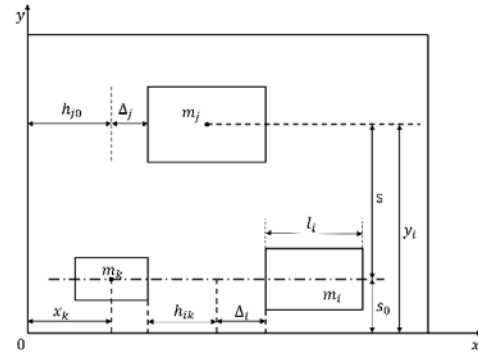 y
h_{j0}
Δ_j
m_j
s
y_i
l_i
m_k
m_i
s_0
x_k
h_{ik}
Δ_i
0
x